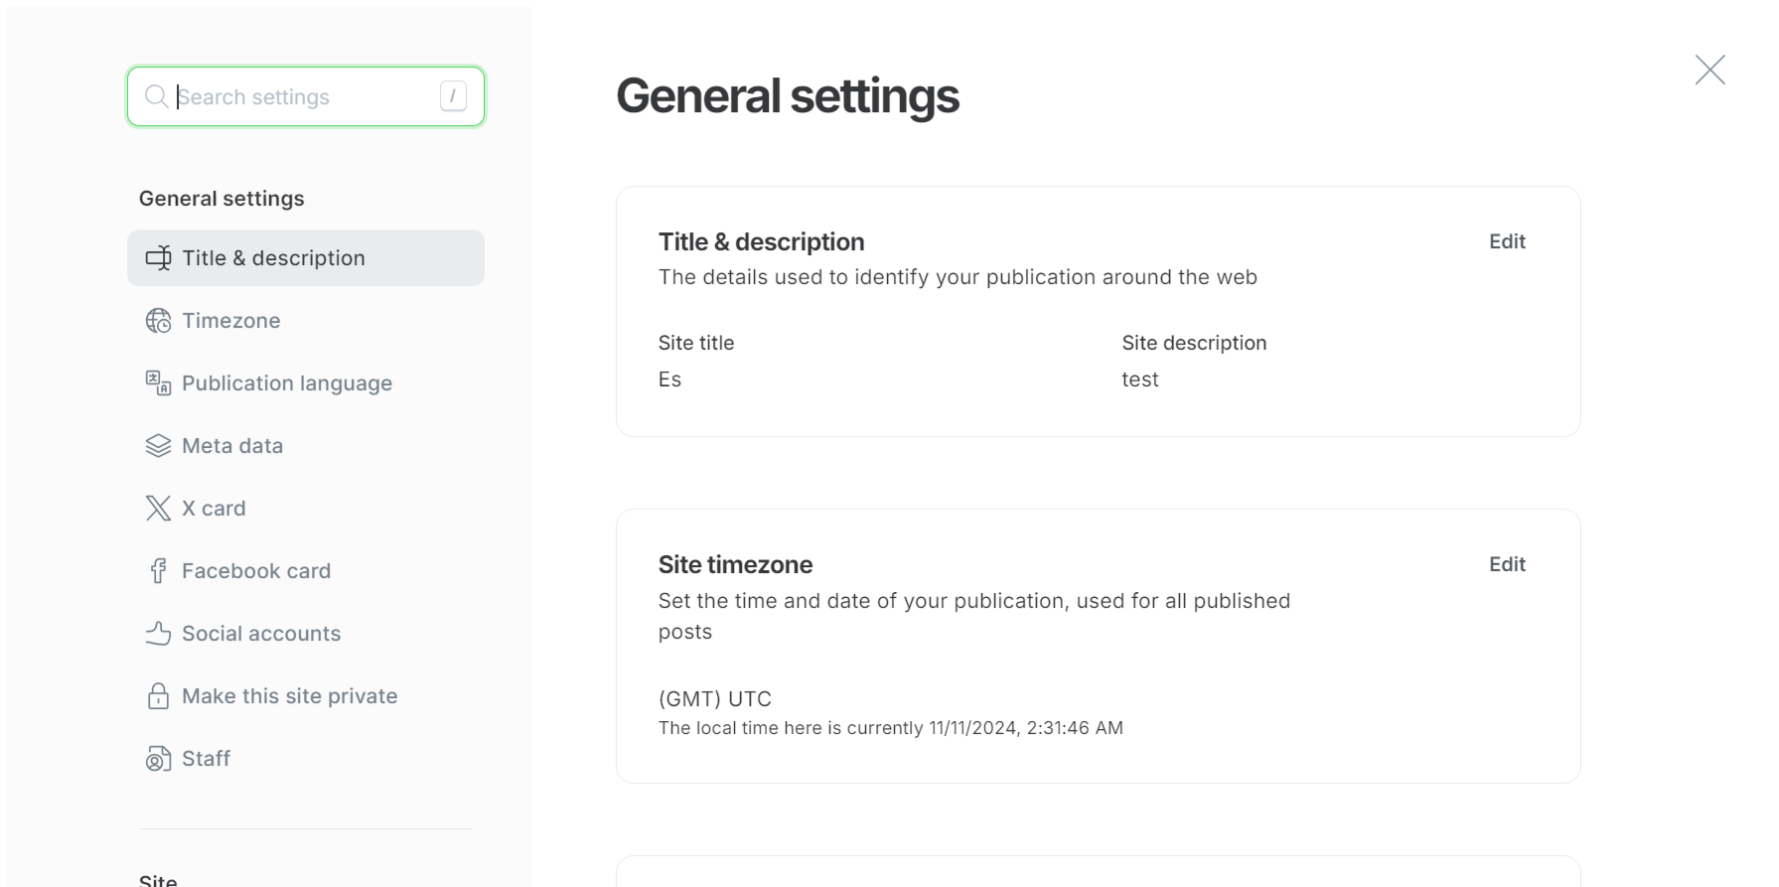 Search settings
/
General settings
Title & description
Timezone
Publication language
Meta data
X card
Facebook card
Social accounts
Make this site private
Staff
Site
General settings
Title & description
Edit
The details used to identify your publication around the web
Site title
Site description
Es
test
Site timezone
Edit
Set the time and date of your publication, used for all published
posts
(GMT) UTC
The local time here is currently 11/11/2024, 2:31:46 AM